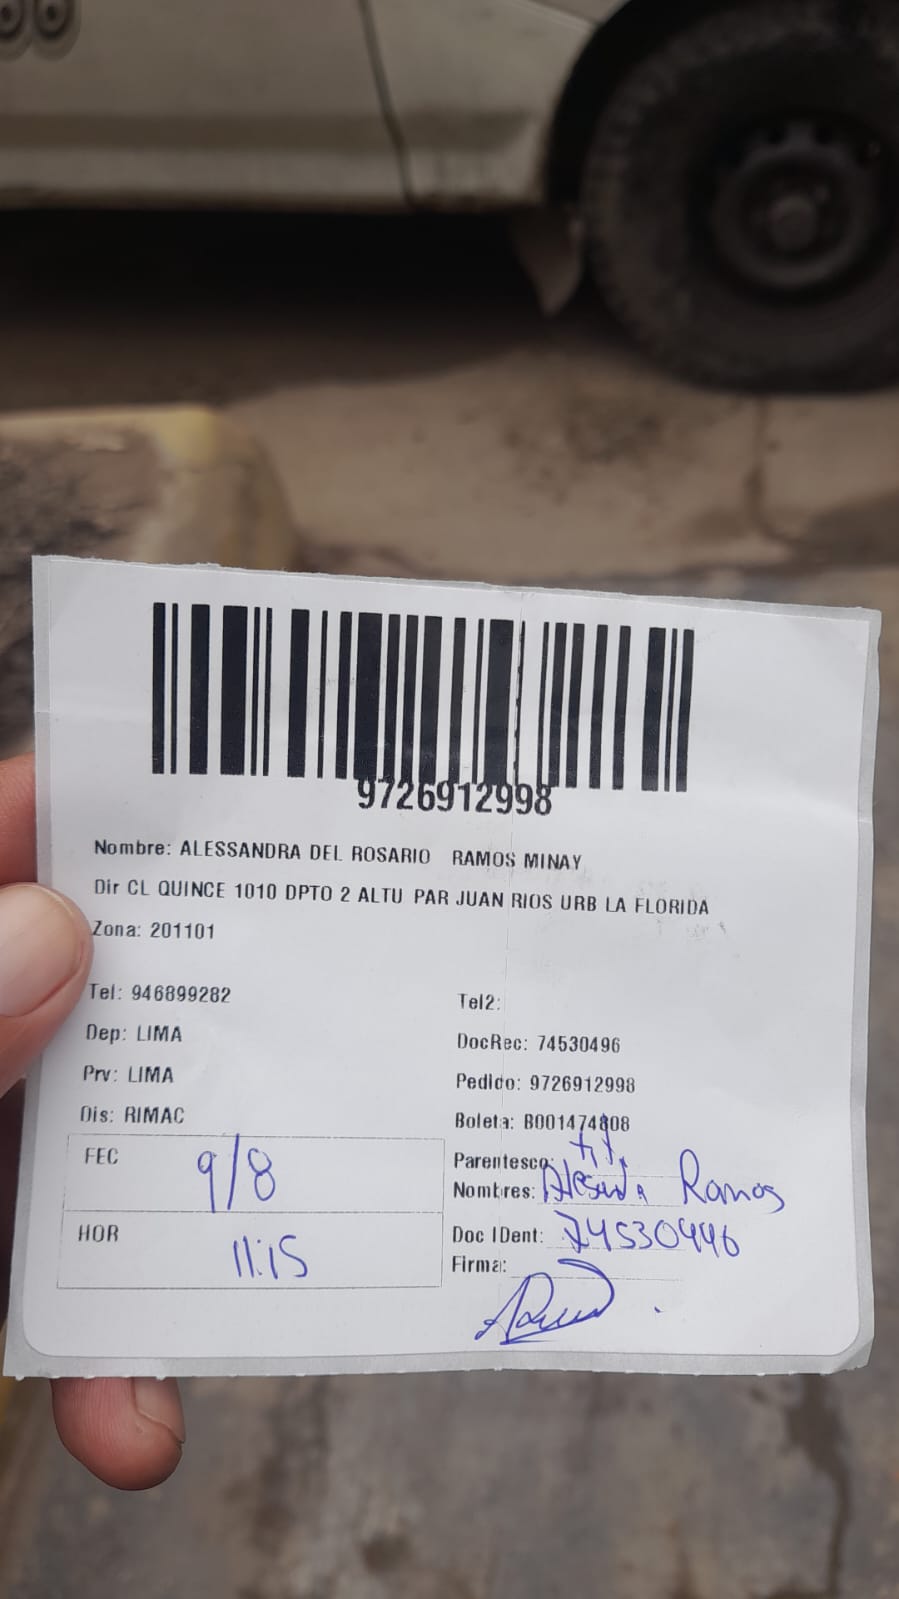 9726912998
Nombre: ALESSANDRA DEL ROSARIO RAMOS MINAY
Dir CL QUINCE 1010 DPTO 2 ALTU PAR JUAN RIOS URB LA FLORIDA
Zona: 201101
Tel: 946899282 Tel2:
Dep: LIMA DocRec: 74530496
Prv: LIMA Pedido: 9726912998
Dis: RIMAC Boleta: B001474808
FEC 9/8 Parentesco: tit.
Nombres: Ramos
HOR 11:15 Doc IDent: 74530496
Firma: